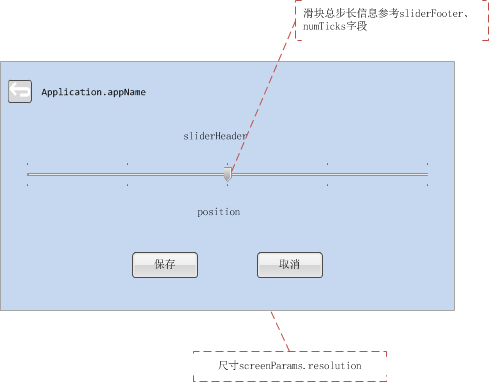 滑块总步长信息参考sliderFooter、
numTicks字段
Application.appName
sliderHeader
position
保存
取消
尺寸screenParams.resolution